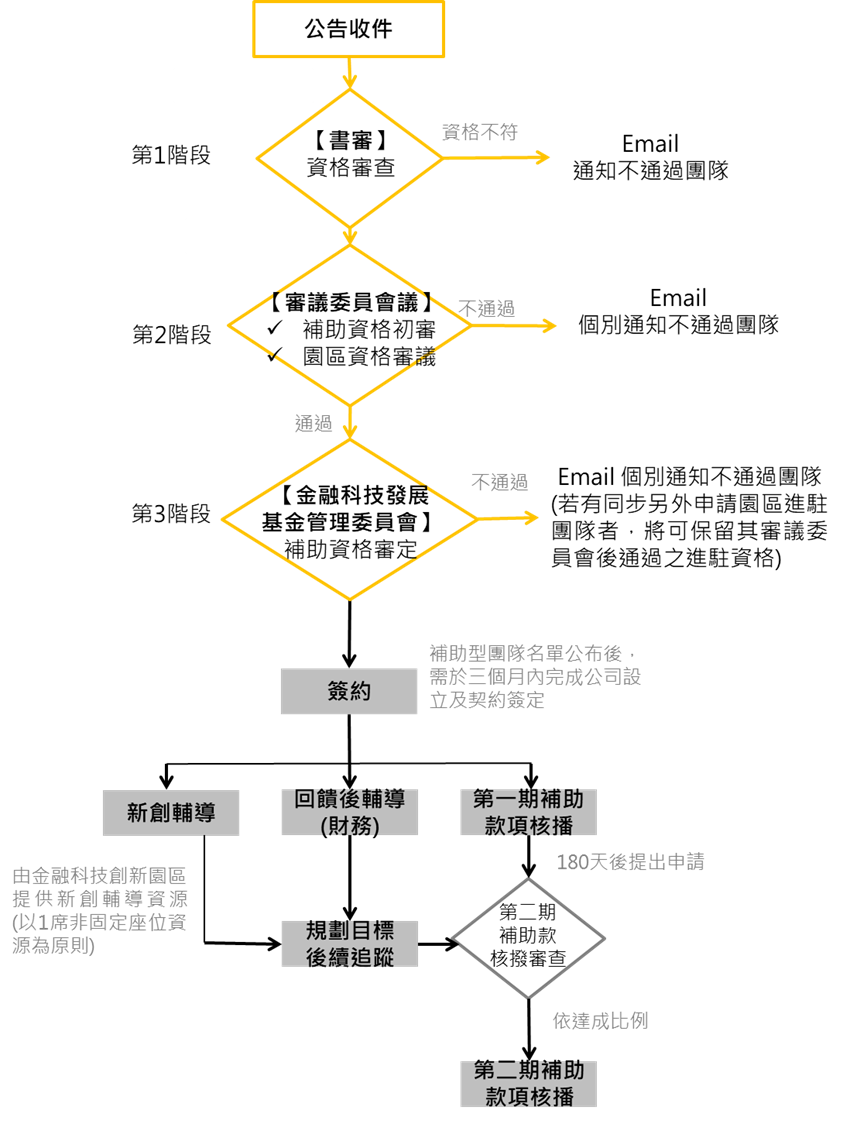 公告收件
第1階段
【書審】
資格審查
資格不符
Email
通知不通過團隊
第2階段
【審議委員會議】
✓ 補助資格初審
✓ 園區資格審議
不通過
Email
個別通知不通過團隊
通過
第3階段
【金融科技發展
基金管理委員會】
補助資格審定
不通過
Email 個別通知不通過團隊
(若有同步另外申請園區進駐
團隊者，將可保留其審議委
員會後通過之進駐資格)
簽約
補助型團隊名單公布後，
需於三個月內完成公司設
立及契約簽定
新創輔導
回饋後輔導
(財務)
第一期補助
款項核播
由金融科技創新園區
提供新創輔導資源
(以1席非固定座位資
源為原則)
180天後提出申請
規劃目標
後續追蹤
第二期
補助款
核撥審查
依達成比例
第二期補助
款項核播